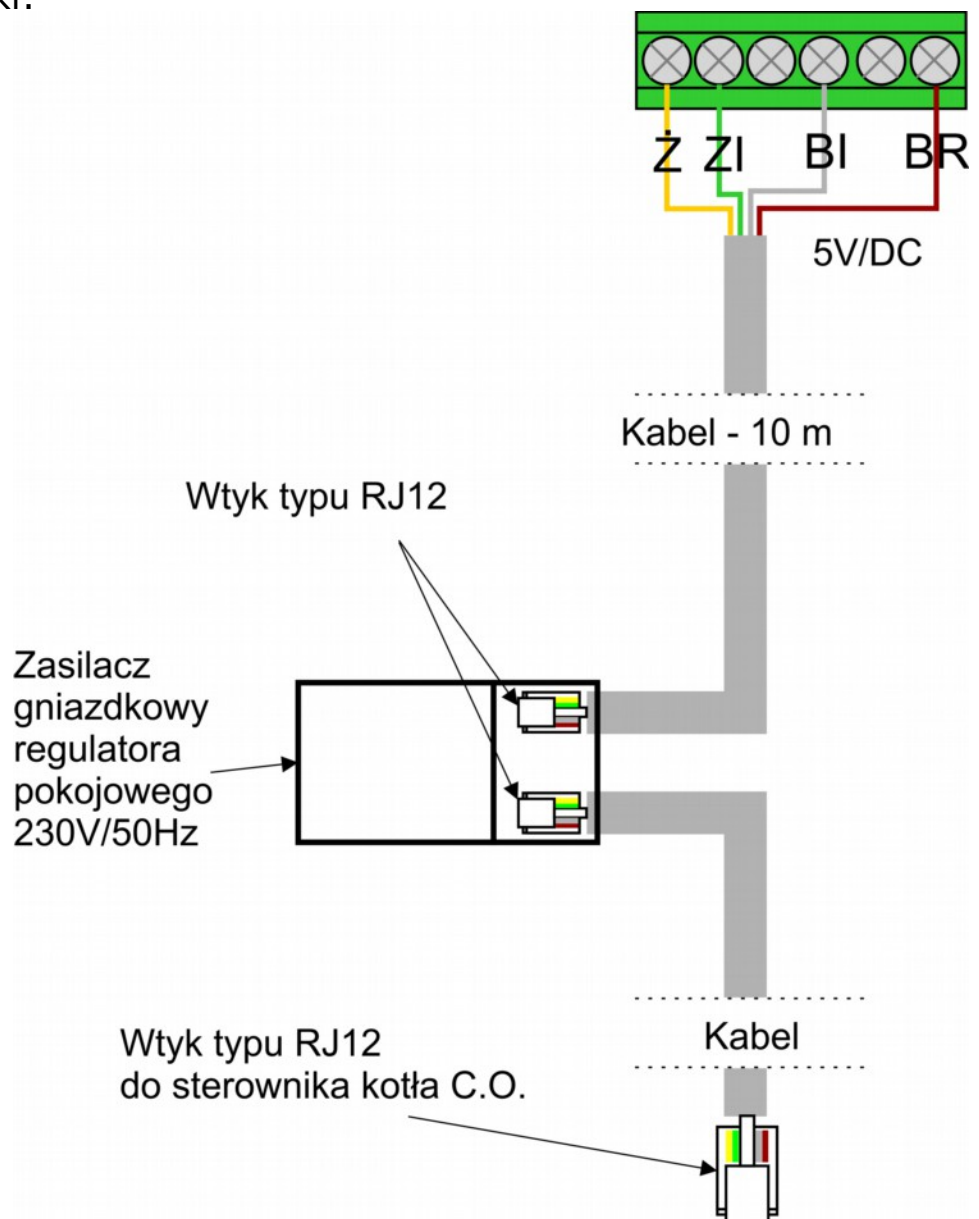 Ż ZI BI BR
5V/DC
Kabel - 10 m
Wtyk typu RJ12
Zasilacz
gniazdkowy
regulatora
pokojowego
230V/50Hz
Kabel
Wtyk typu RJ12
do sterownika kotła C.O.